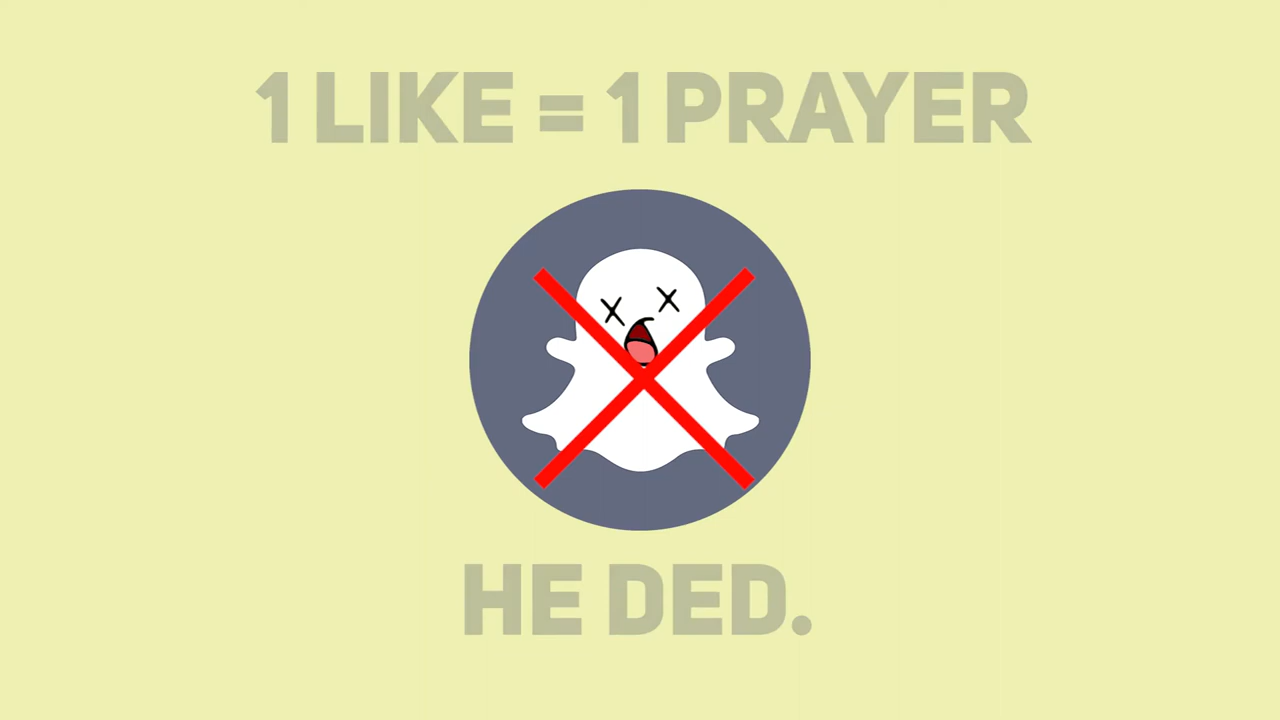 1 LIKE = 1 PRAYER
HE DED.